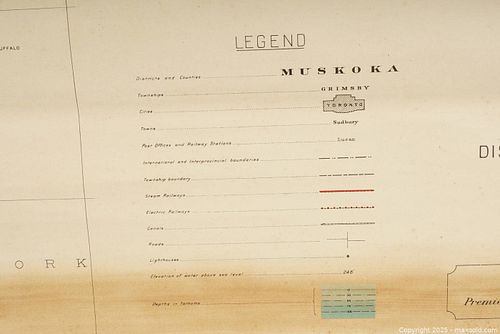 LEGEND
Districts and Counties MUSKOKA
Townships GRIMSBY
Cities TORONTO
Towns Sudbury
Post Offices and Railway Stations
International and Interprovincial boundaries
Township boundary
Steam Railways
Electric Railways
Canals
Roads
Lighthouses
Elevation of water above sea level 246
Depths in fathoms
UFFALO
ORK
DIS
Premi
Copyright 2025 - maxsold.com